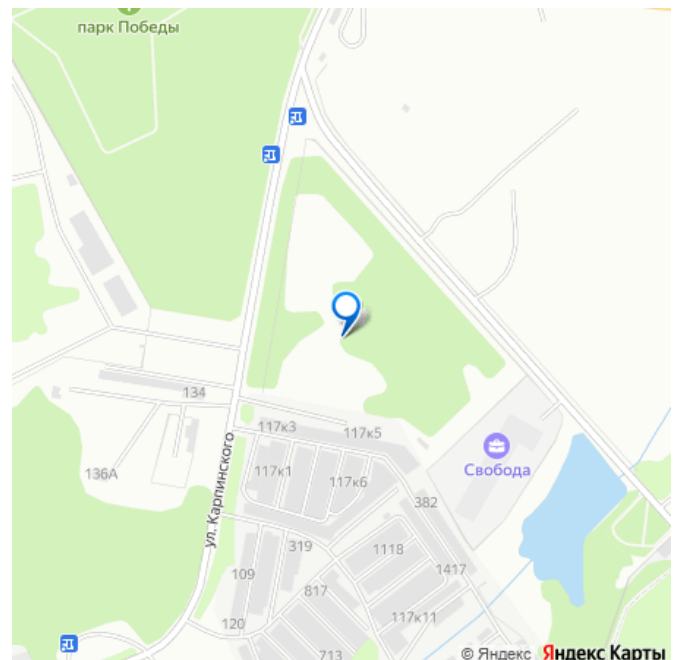 парк Победы
134
117к3
117к5
136А
ул. Карпинского
117к1
117к6
Свобода
382
319
1118
109
1417
817
117к11
120
713
© Яндекс Яндекс Карты